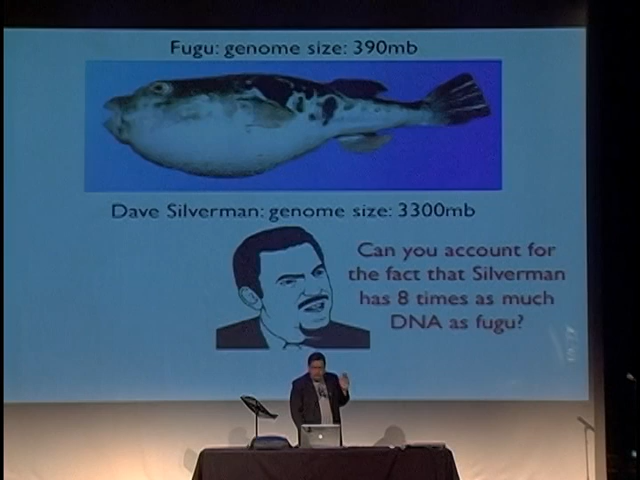 Fugu: genome size: 390mb
Dave Silverman: genome size: 3300mb
Can you account for
the fact that Silverman
has 8 times as much
DNA as fugu?